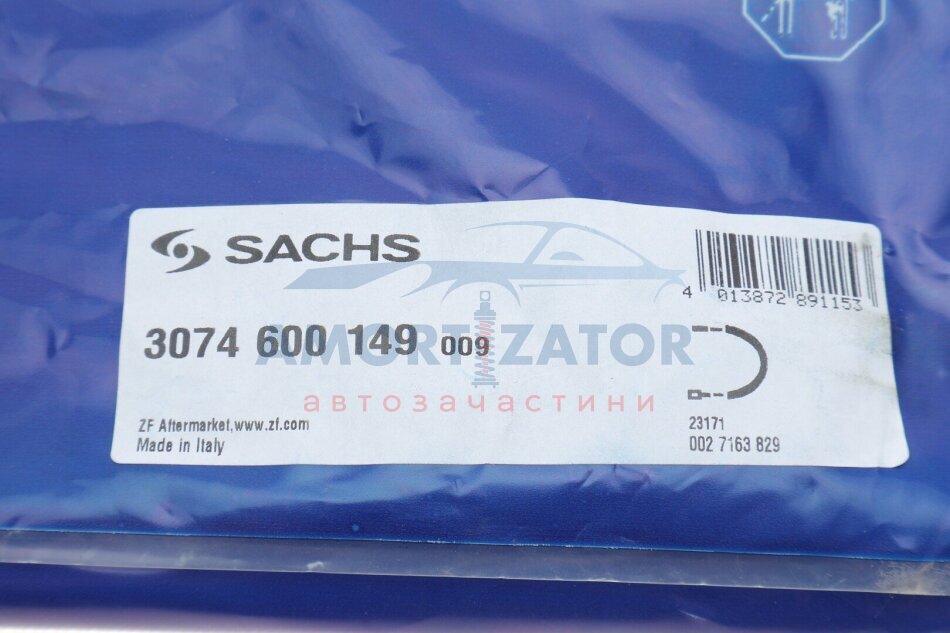 SACHS
4 013872 891153
3074 600 149 009
AMORTIZATOR
автозачастини
ZF Aftermarket, www.zf.com
Made in Italy
23171
002 7163 829